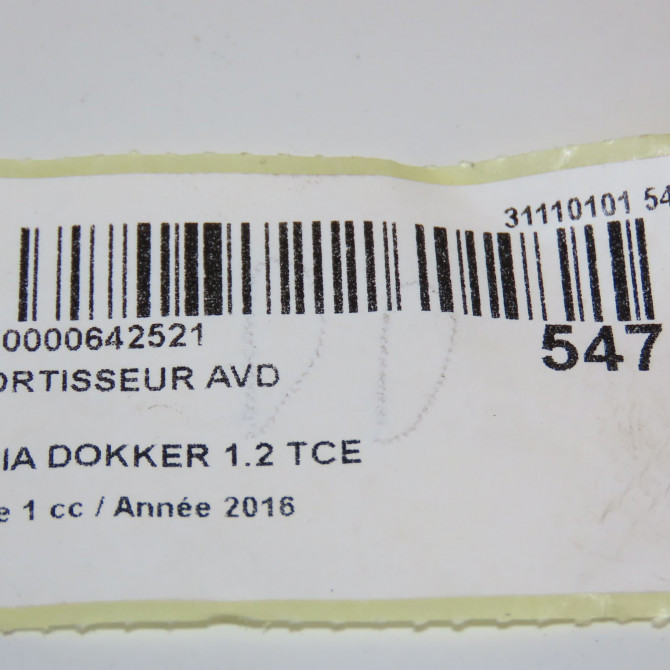 31110101 54
0000642521
547
ORTISSEUR AVD
IA DOKKER 1.2 TCE
e 1 cc / Année 2016